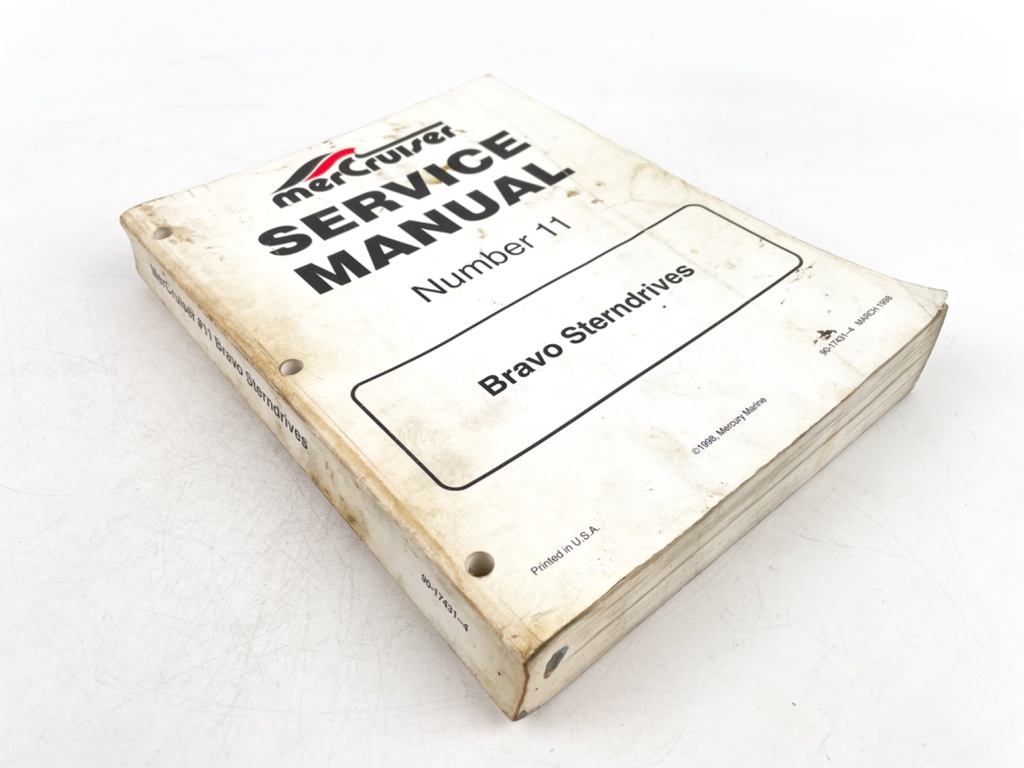 merCruiser
SERVICE
MANUAL
Number 11
Bravo Sterndrives
90-17431--4 MARCH 1998
©1998, Mercury Marine
Printed in U.S.A.
MerCruiser #11 Bravo Sterndrives
90-17431--4